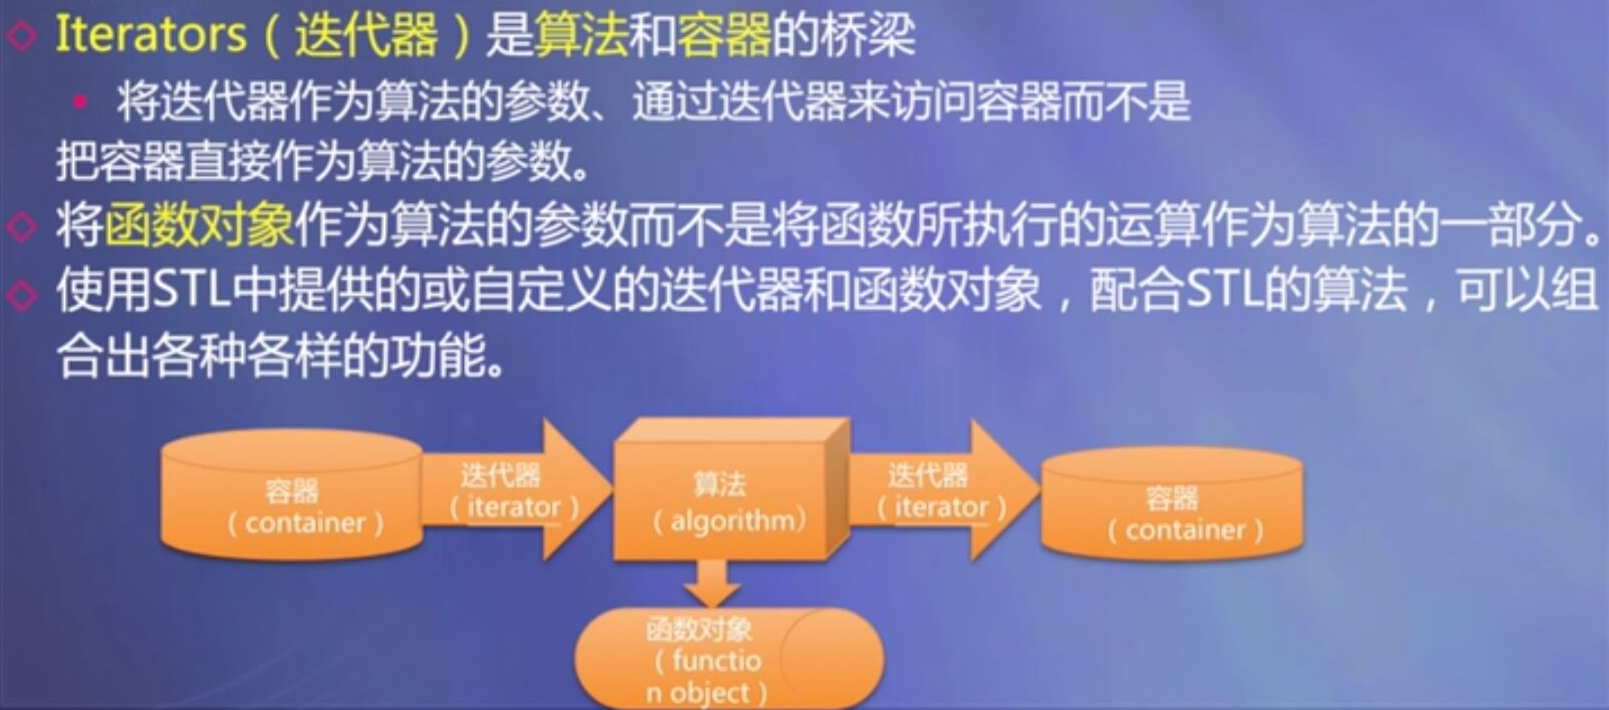 Iterators（迭代器）是算法和容器的桥梁
将迭代器作为算法的参数、通过迭代器来访问容器而不是
把容器直接作为算法的参数。
将函数对象作为算法的参数而不是将函数所执行的运算作为算法的一部分。
使用STL中提供的或自定义的迭代器和函数对象，配合STL的算法，可以组
合出各种各样的功能。
容器
（container）
迭代器
（iterator）
算法
（algorithm）
迭代器
（iterator）
容器
（container）
函数对象
（functio
n object）